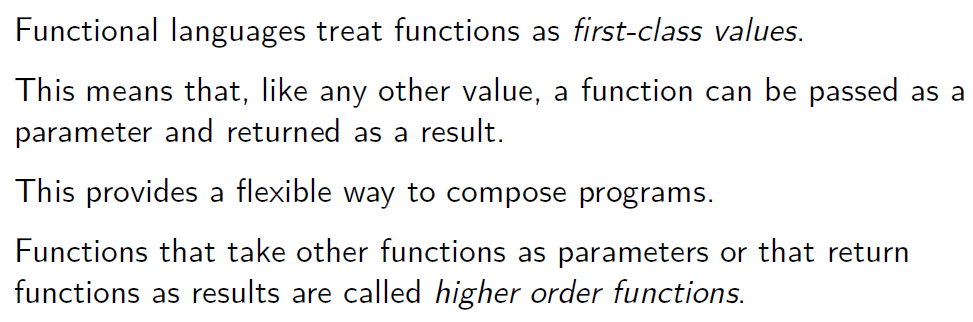 Functional languages treat functions as first-class values.
This means that, like any other value, a function can be passed as a
parameter and returned as a result.
This provides a flexible way to compose programs.
Functions that take other functions as parameters or that return
functions as results are called higher order functions.